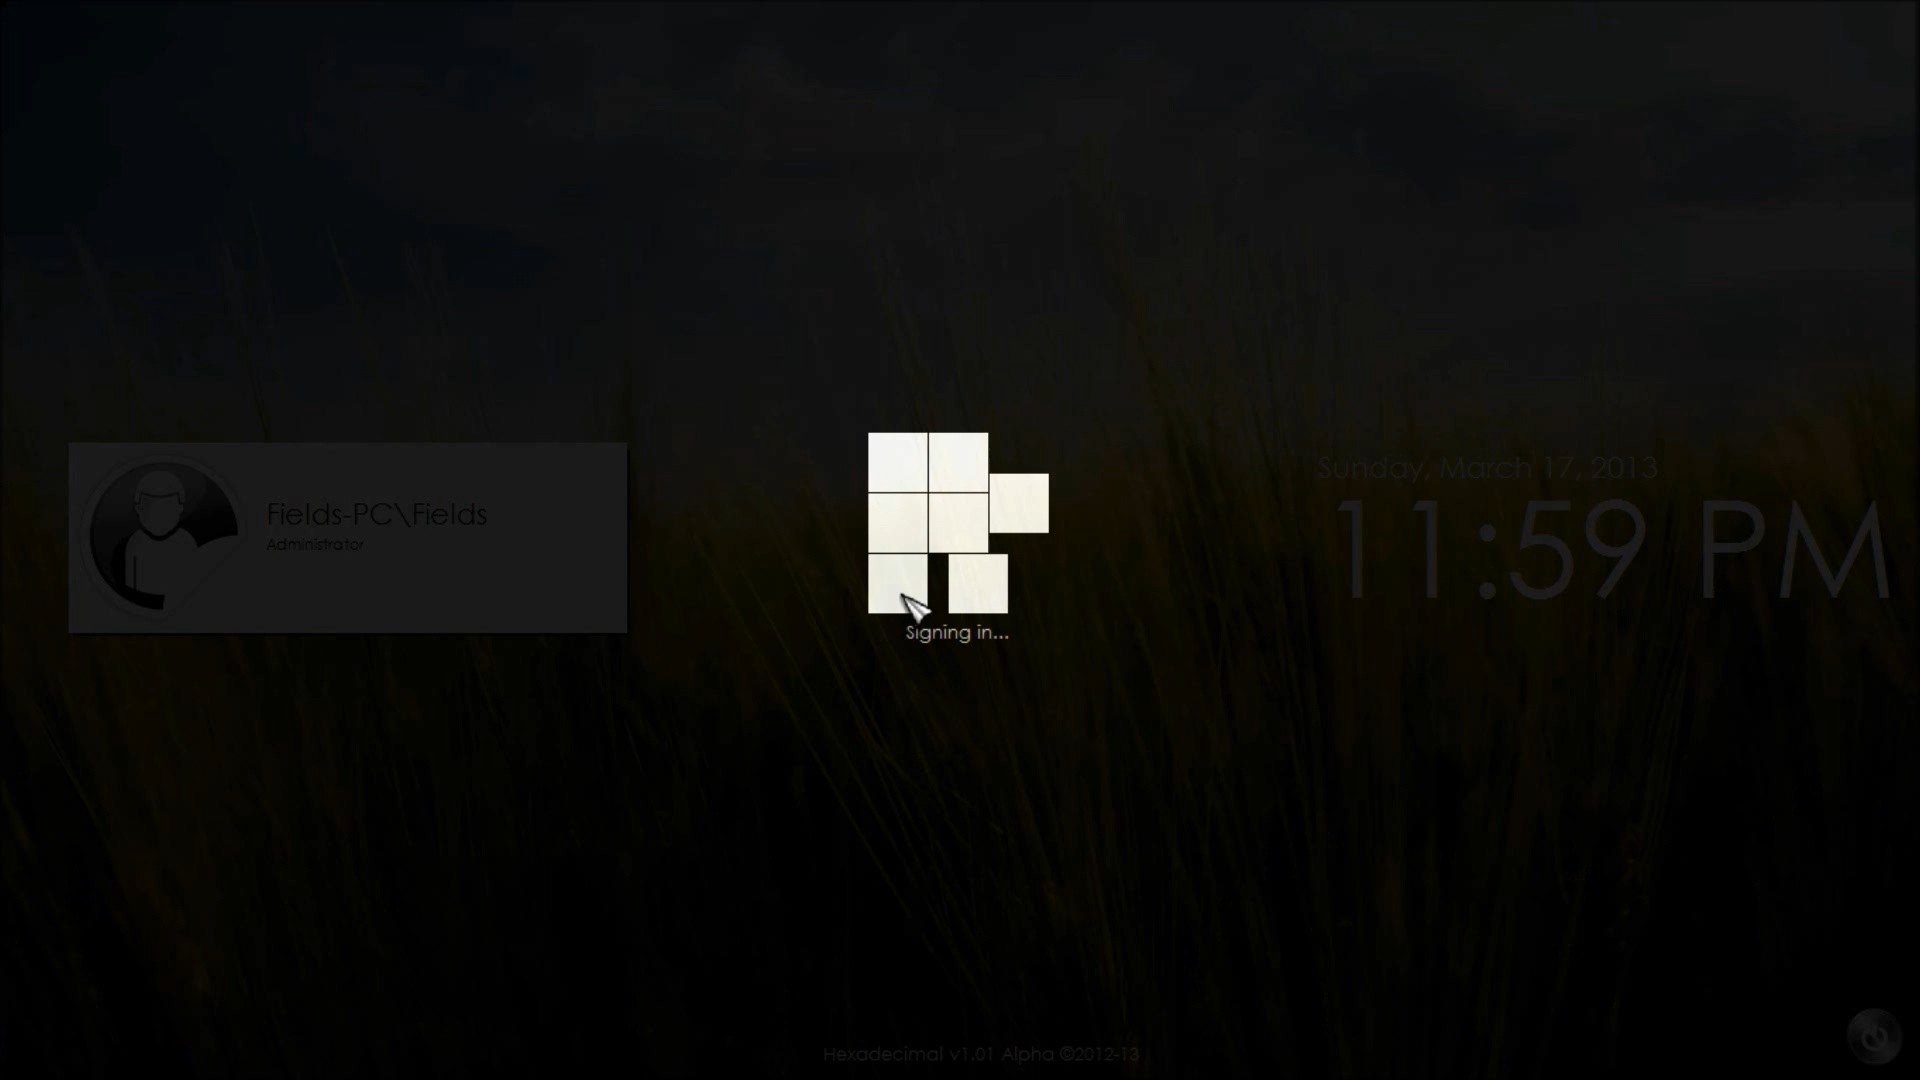 Fields-PC\Fields
Administrator
Signing in...
Sunday, March 17, 2013
11:59 PM
Hexadecimal v1.01 Alpha ©2012-13